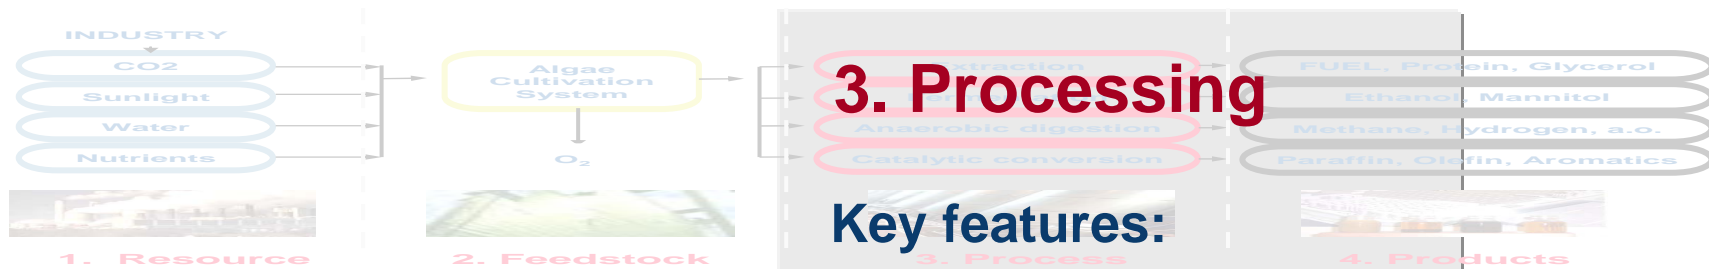 INDUSTRY
CO2
Sunlight
Water
Nutrients
Algae
Cultivation
System
O₂
Extraction
3. Processing
Anaerobic digestion
Catalytic conversion
FUEL, Protein, Glycerol
Ethanol, Mannitol
Methane, Hydrogen, a.o.
Paraffin, Olefin, Aromatics
Key features:
1. Resource
2. Feedstock
3. Process
4. Products